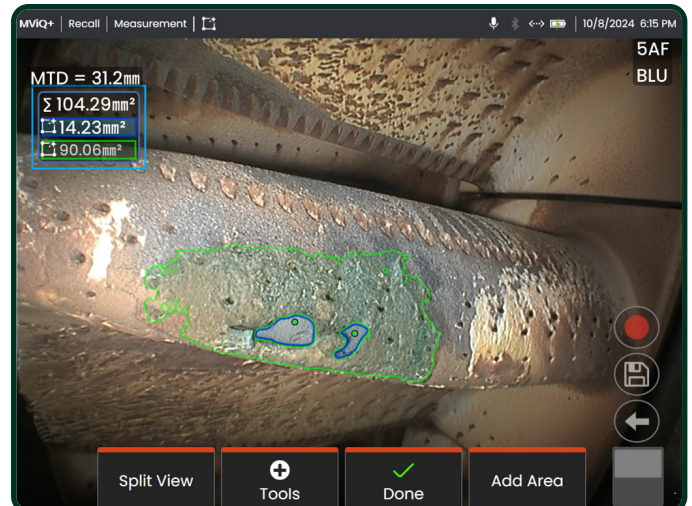 MViQ+ | Recall | Measurement |
10/8/2024 6:15 PM
5AF
BLU
MTD = 31.2mm
Σ 104.29mm²
14.23mm²
90.06mm²
Split View
Tools
Done
Add Area